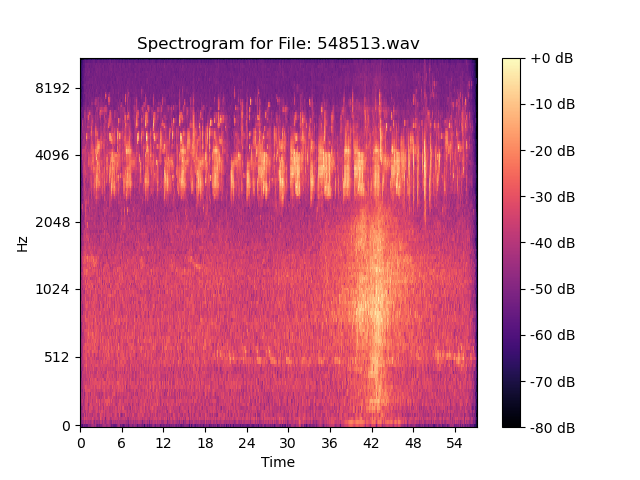 Spectrogram for File: 548513.wav
8192
4096
2048
1024
512
0
Hz
0 6 12 18 24 30 36 42 48 54
Time
+0 dB
-10 dB
-20 dB
-30 dB
-40 dB
-50 dB
-60 dB
-70 dB
-80 dB